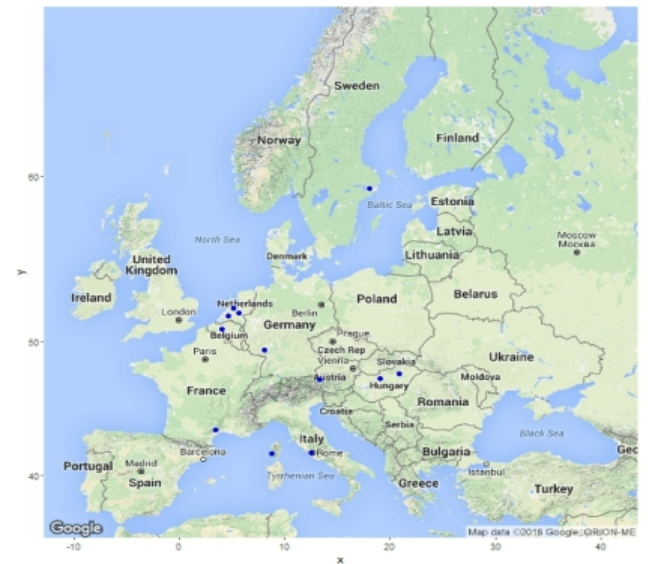 Sweden
Norway
Finland
60
Baltic Sea
Estonia
Latvia
Lithuania
North Sea
Denmark
Moscow
Москва
United
Kingdom
Ireland
London
Netherlands
Berlin
Poland
Belarus
Germany
Belgium
50
Paris
Prague
Czech Rep
Vienna
Slovakia
Ukraine
Austria
Hungary
Moldova
France
Romania
Croatia
Serbia
Italy
Black Sea
Barcelona
Rome
Bulgaria
Geo
Portugal
Madrid
Spain
Tyrrhenian Sea
Istanbul
40
Greece
Turkey
Google
Map data ©2016 Google, ORION-ME
-10
0
10
20
30
40
x
y